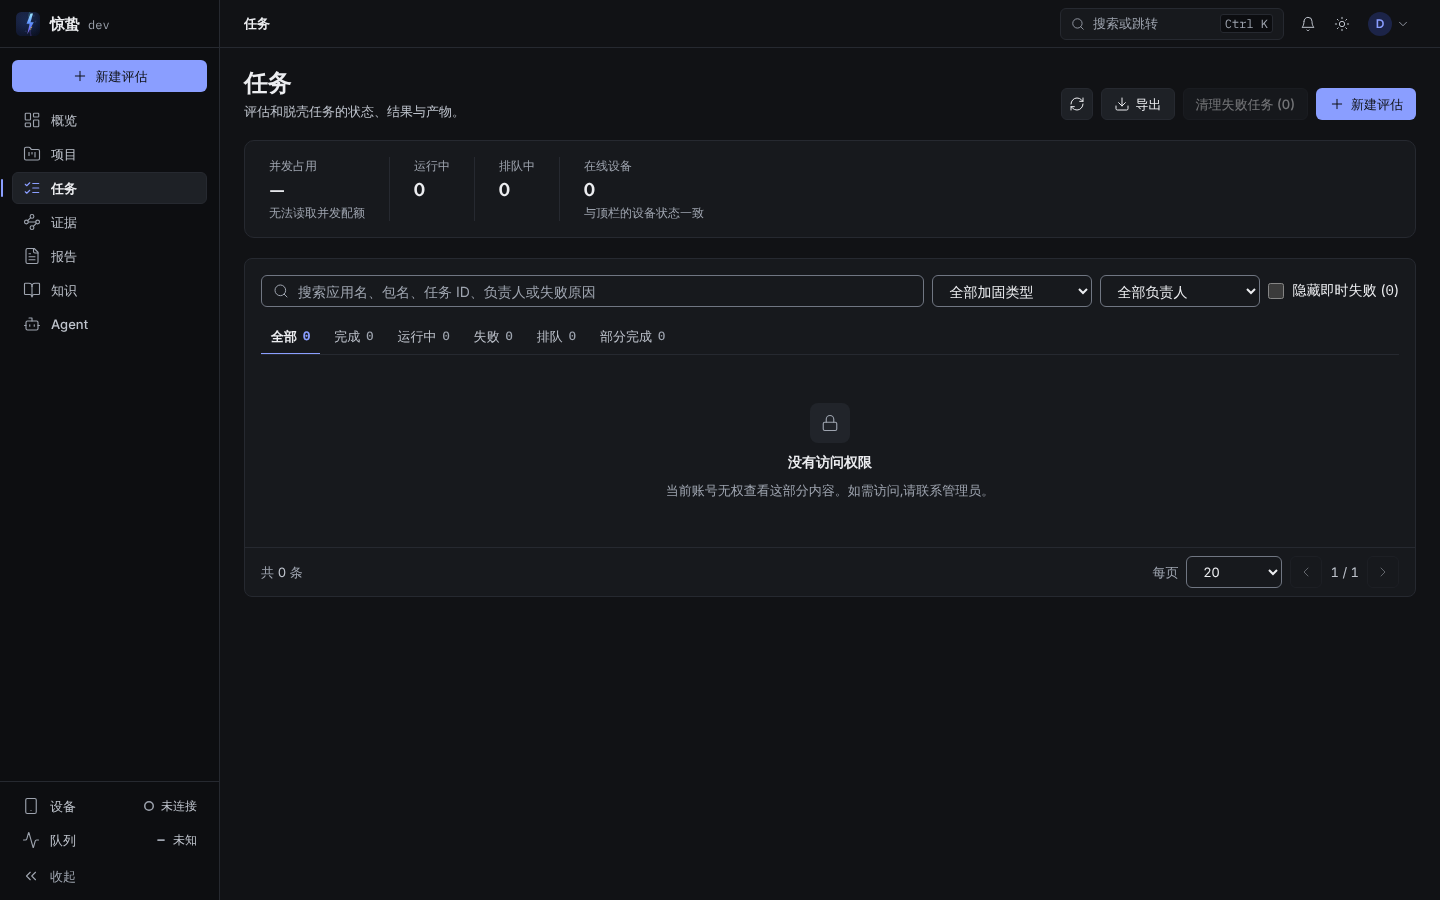 惊蛰 dev
任务
搜索或跳转 Ctrl K
D
新建评估
概览
项目
任务
证据
报告
知识
Agent
任务
评估和脱壳任务的状态、结果与产物。
导出
清理失败任务 (0)
新建评估
并发占用
—
无法读取并发配额
运行中
0
排队中
0
在线设备
0
与顶栏的设备状态一致
搜索应用名、包名、任务 ID、负责人或失败原因
全部加固类型
全部负责人
隐藏即时失败 (0)
全部 0 完成 0 运行中 0 失败 0 排队 0 部分完成 0
没有访问权限
当前账号无权查看这部分内容。如需访问,请联系管理员。
共 0 条
每页 20 1 / 1
设备 未连接
队列 未知
收起